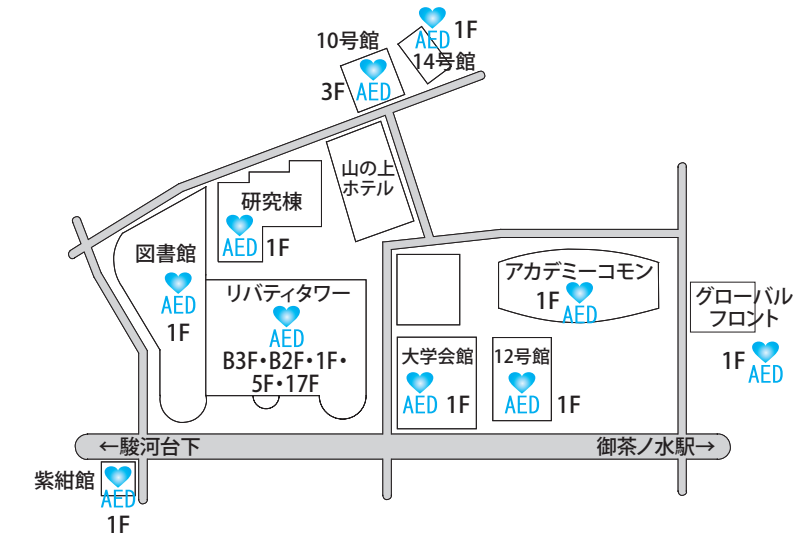 AED
1F
14号館
10号館
3F
AED
山の上
ホテル
研究棟
AED
1F
図書館
AED
1F
リバティタワー
AED
B3F・B2F・1F・
5F・17F
アカデミーコモン
1F
AED
グローバル
フロント
1F
AED
大学会館
AED
1F
12号館
AED
1F
←駿河台下
御茶ノ水駅→
紫紺館
AED
1F